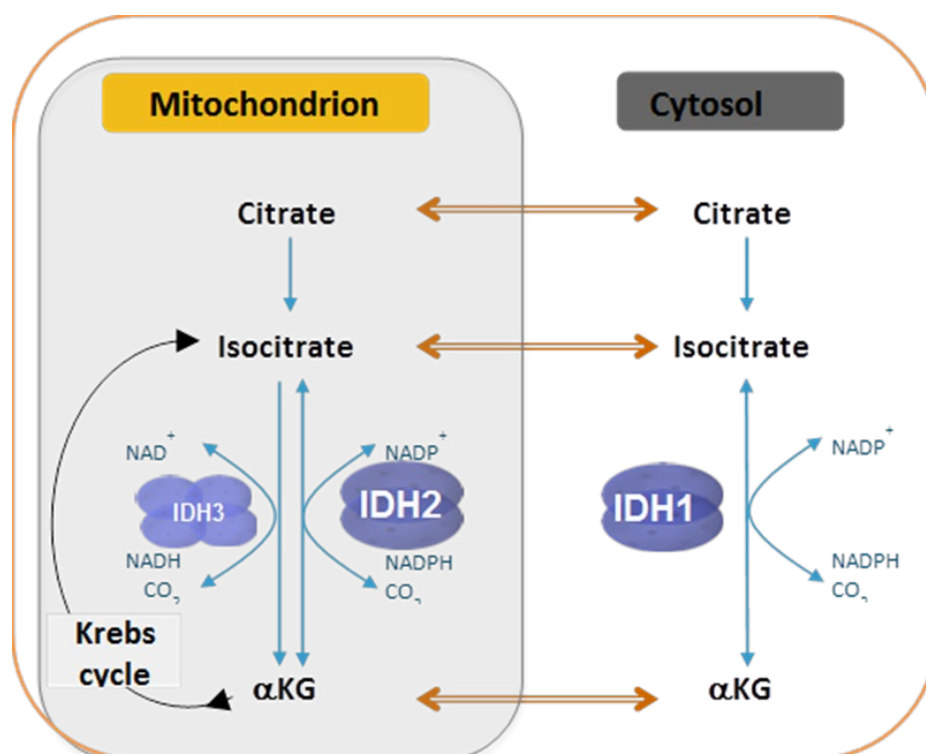 Mitochondrion
Cytosol
Citrate
Citrate
Isocitrate
Isocitrate
NAD+
NADP+
NADP+
IDH3
IDH2
IDH1
NADH
CO2
NADPH
CO2
NADPH
CO2
Krebs
cycle
αKG
αKG